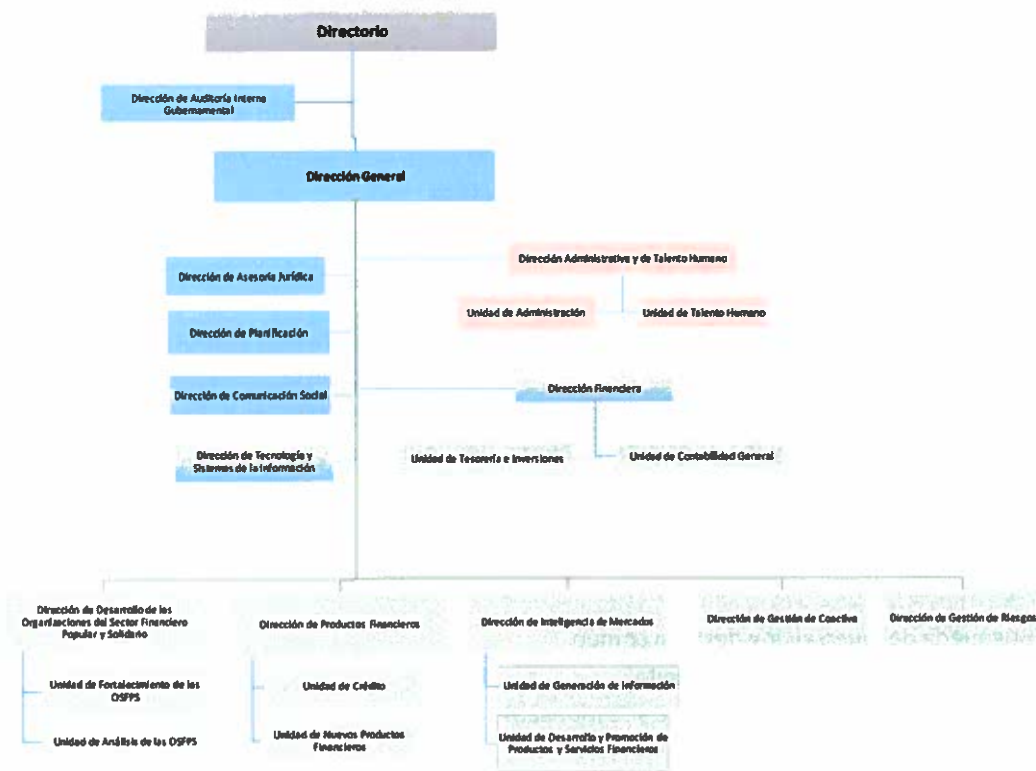 Directorio
Dirección de Auditoría Interna
Gubernamental
Dirección General
Dirección Administrativa y de Talento Humano
Dirección de Asesoría Jurídica
Unidad de Administración
Unidad de Talento Humano
Dirección de Planificación
Dirección de Comunicación Social
Dirección Financiera
Dirección de Tecnología y
Sistemas de la Información
Unidad de Tesorería e Inversiones
Unidad de Contabilidad General
Dirección de Desarrollo de las
Organizaciones del Sector Financiero
Popular y Solidario
Dirección de Productos Financieros
Dirección de Inteligencia de Mercados
Dirección de Gestión de Coactiva
Dirección de Gestión de Riesgos
Unidad de Fortalecimiento de las
OSFPS
Unidad de Crédito
Unidad de Generación de Información
Unidad de Análisis de las OSFPS
Unidad de Nuevos Productos
Financieros
Unidad de Desarrollo y Promoción de
Productos y Servicios Financieros